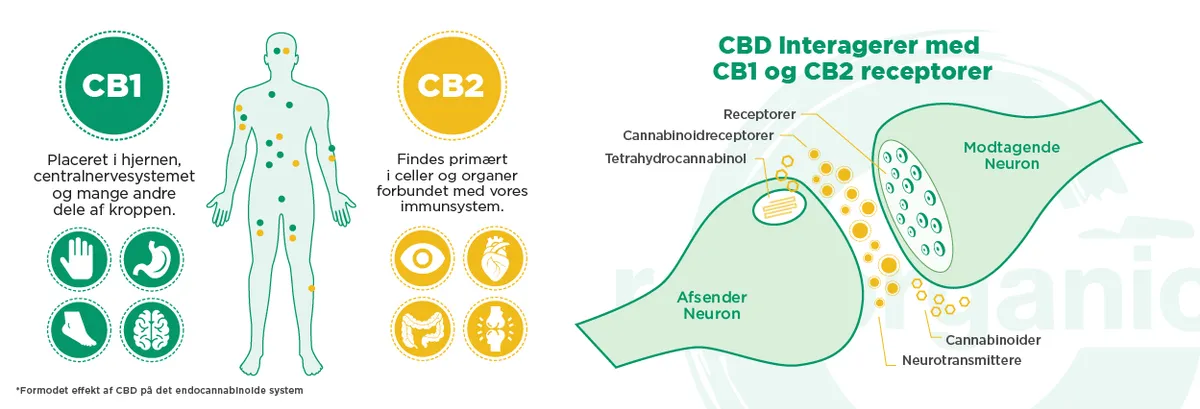 CB1
Placeret i hjernen,
centralnervesystemet
og mange andre
dele af kroppen.
CB2
Findes primært
i celler og organer
forbundet med vores
immunsystem.
*Formodet effekt af CBD på det endocannabinoide system
CBD Interagerer med
CB1 og CB2 receptorer
Receptorer
Cannabinoidreceptorer
Tetrahydrocannabinol
Modtagende
Neuron
Afsender
Neuron
Cannabinoider
Neurotransmittere